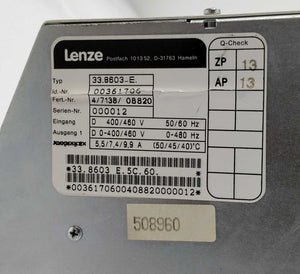 Lenze
Postfach 101352, D-31763 Hameln
Q-Check
ZP 13
AP 13
Typ 33.8603-E.
Id.-Nr. 00361706
Fert.-Nr. 4/7138/ 08820
Serien-Nr. 000012
Eingang D 400/460 V 50/60 Hz
Ausgang 1 D 0-400/460 V 0-480 Hz
5,5/7,4/9,9 A (50/45/40)°C
*33.8603 E.5C.60.
*0036170600408820000012*
508960